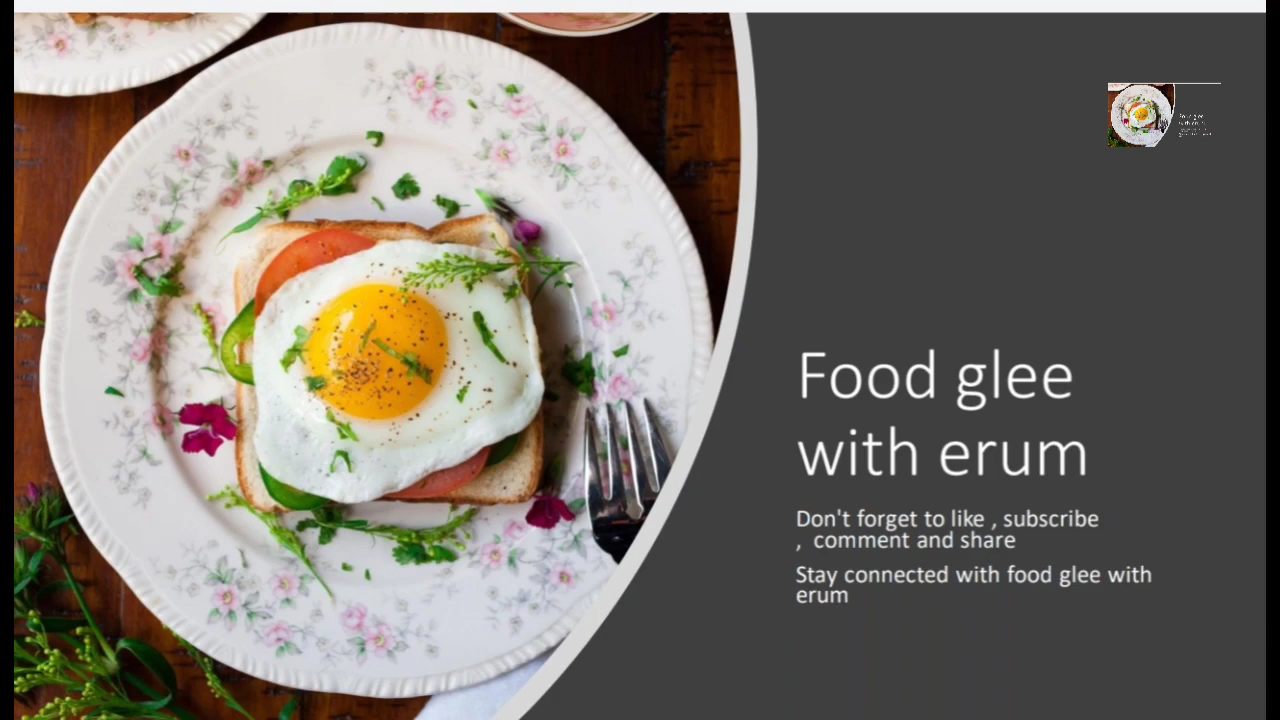 Food glee
with erum
Don't forget to like , subscribe
,  comment and share
Stay connected with food glee with
erum